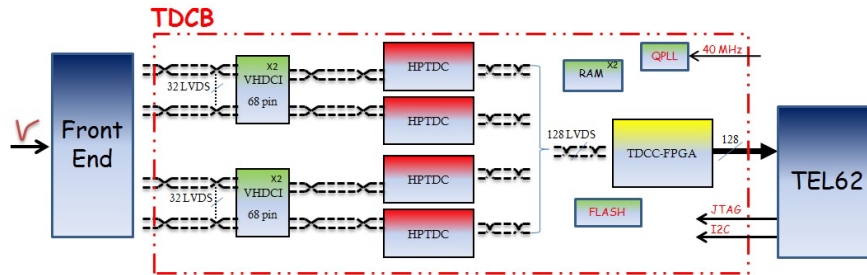 TDCB
Front
End
32 LVDS
32 LVDS
X2
VHDCI
68 pin
X2
VHDCI
68 pin
HPTDC
HPTDC
HPTDC
HPTDC
128 LVDS
X2
RAM
QPLL
40 MHz
TDCC-FPGA
128
FLASH
JTAG
I2C
TEL62